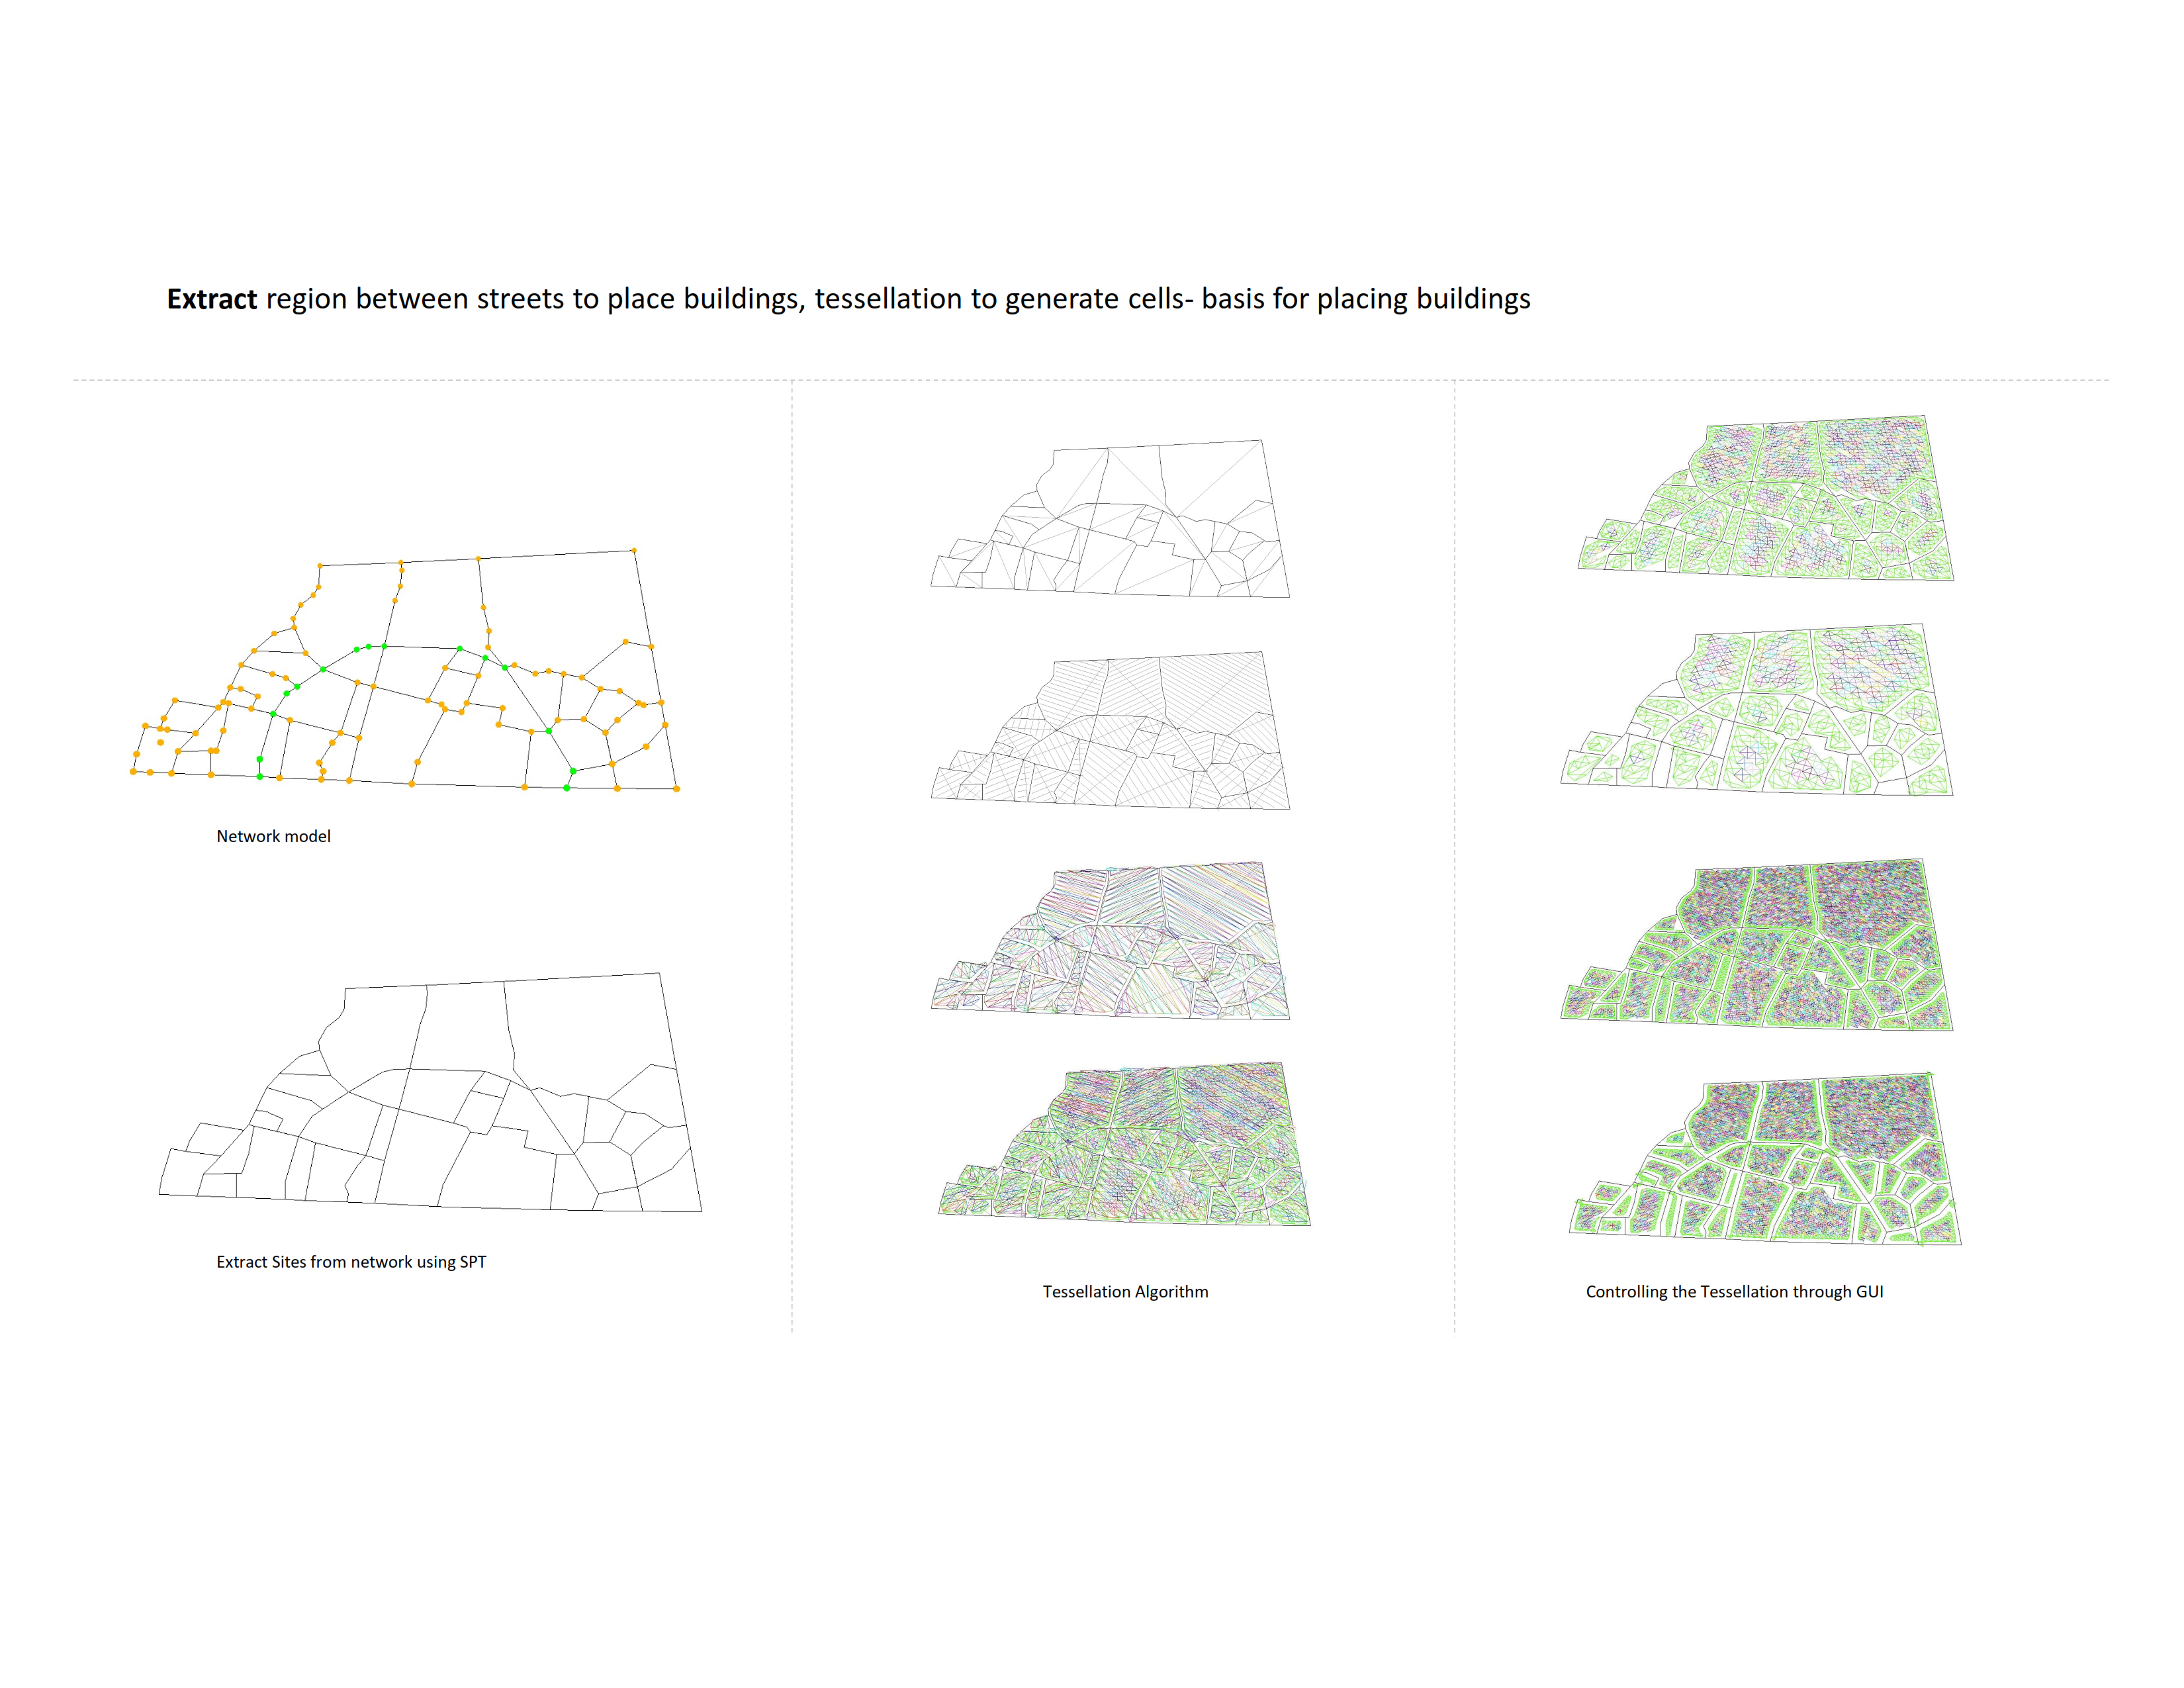 Extract region between streets to place buildings, tessellation to generate cells- basis for placing buildings
Network model
Extract Sites from network using SPT
Tessellation Algorithm
Controlling the Tessellation through GUI